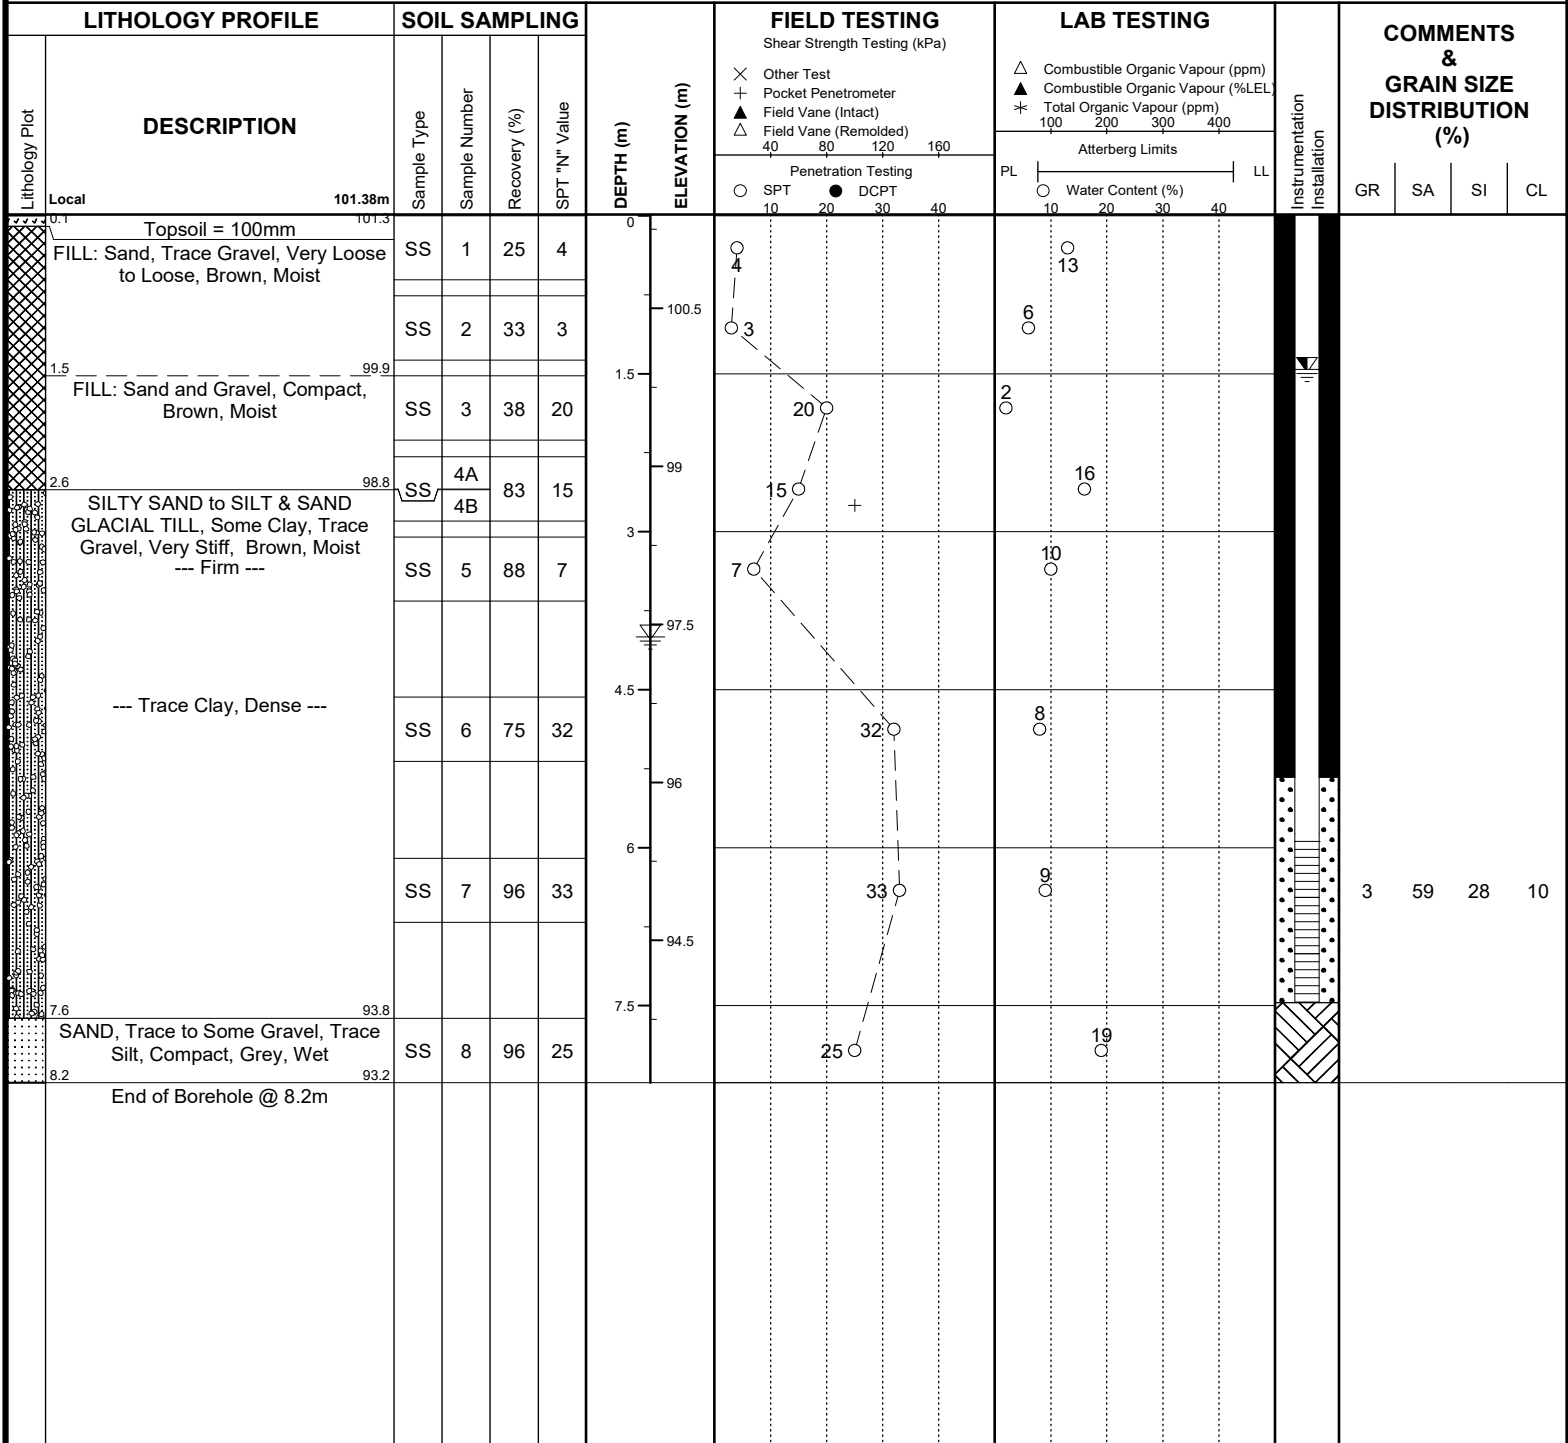 LITHOLOGY PROFILE
SOIL SAMPLING
FIELD TESTING
LAB TESTING
COMMENTS
&
GRAIN SIZE
DISTRIBUTION
(%)
Lithology Plot
DESCRIPTION
Local 101.38m
Sample Type
Sample Number
Recovery (%)
SPT "N" Value
DEPTH (m)
ELEVATION (m)
Shear Strength Testing (kPa)
Other Test
Pocket Penetrometer
Field Vane (Intact)
Field Vane (Remolded)
40 80 120 160
Penetration Testing
SPT DCPT
10 20 30 40
Combustible Organic Vapour (ppm)
Combustible Organic Vapour (%LEL)
Total Organic Vapour (ppm)
100 200 300 400
Atterberg Limits
PL LL
Water Content (%)
10 20 30 40
Instrumentation
Installation
GR SA SI CL
0.1 101.3
Topsoil = 100mm
FILL: Sand, Trace Gravel, Very Loose
to Loose, Brown, Moist
SS 1 25 4
0
4
13
100.5
SS 2 33 3
3
6
1.5 99.9
1.5
FILL: Sand and Gravel, Compact,
Brown, Moist
SS 3 38 20
20
2
99
2.6 98.8
SS 4A 83 15
4B
15
16
SILTY SAND to SILT & SAND
GLACIAL TILL, Some Clay, Trace
Gravel, Very Stiff, Brown, Moist
--- Firm ---
3
SS 5 88 7
7
10
97.5
4.5
--- Trace Clay, Dense ---
SS 6 75 32
32
8
96
6
SS 7 96 33
33
9
3 59 28 10
94.5
7.6 93.8
7.5
SAND, Trace to Some Gravel, Trace
Silt, Compact, Grey, Wet
SS 8 96 25
25
19
8.2 93.2
End of Borehole @ 8.2m